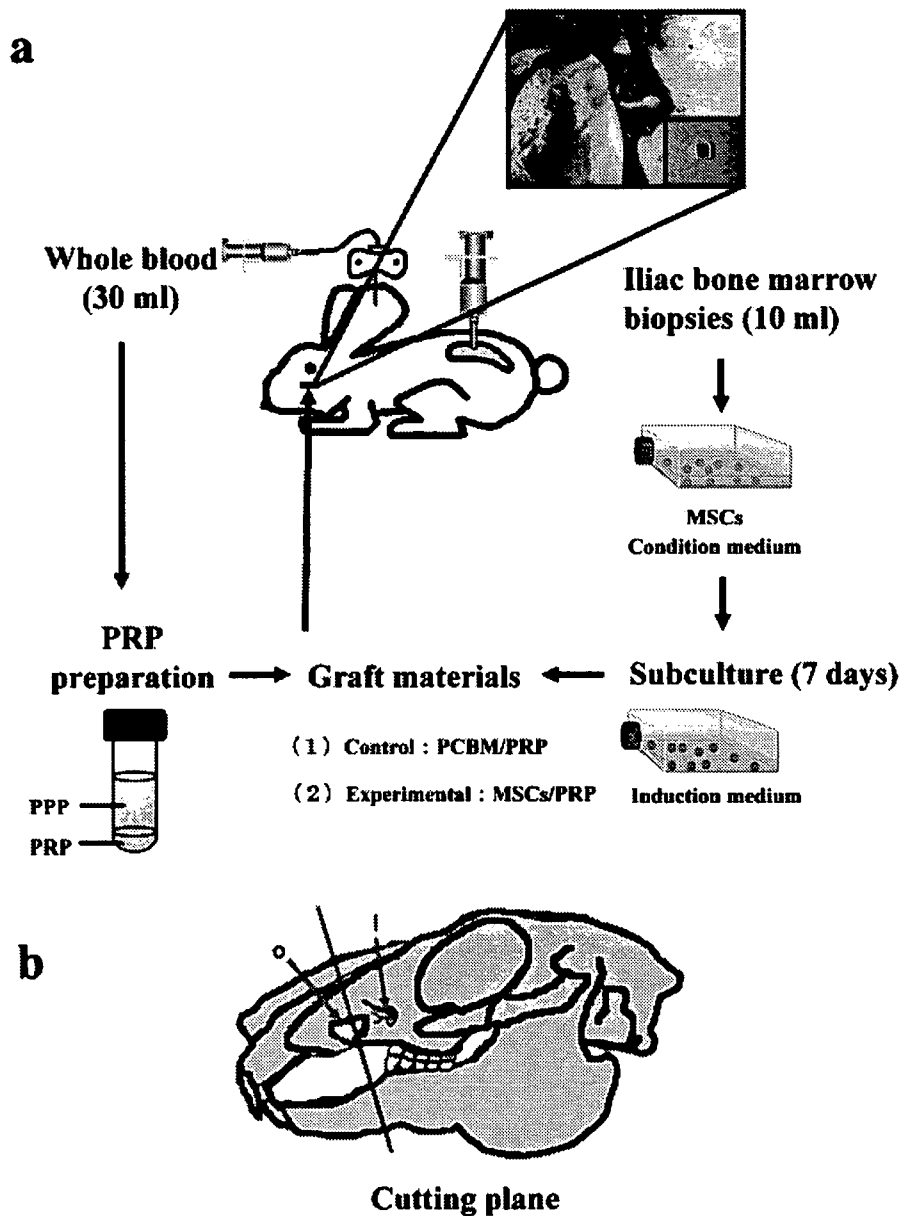 a
Whole blood
(30 ml)
Iliac bone marrow
biopsies (10 ml)
MSCs
Condition medium
PRP
preparation
Graft materials
Subculture (7 days)
(1) Control : PCBM/PRP
(2) Experimental : MSCs/PRP
Induction medium
PPP
PRP
b
o
I
Cutting plane